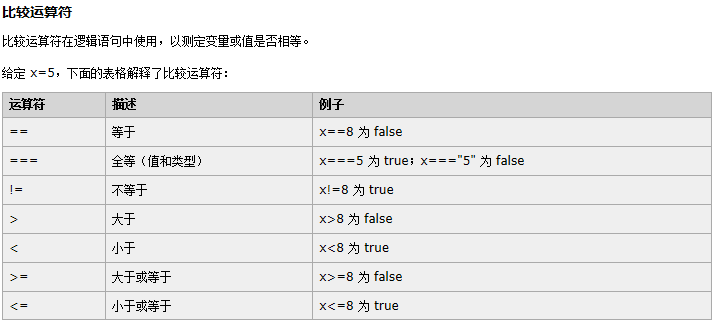 比较运算符
比较运算符在逻辑语句中使用，以测定变量或值是否相等。
给定 x=5，下面的表格解释了比较运算符：
运算符 描述 例子
== 等于 x==8 为 false
=== 全等（值和类型） x===5 为 true；x==="5" 为 false
!= 不等于 x!=8 为 true
> 大于 x>8 为 false
< 小于 x<8 为 true
>= 大于或等于 x>=8 为 false
<= 小于或等于 x<=8 为 true